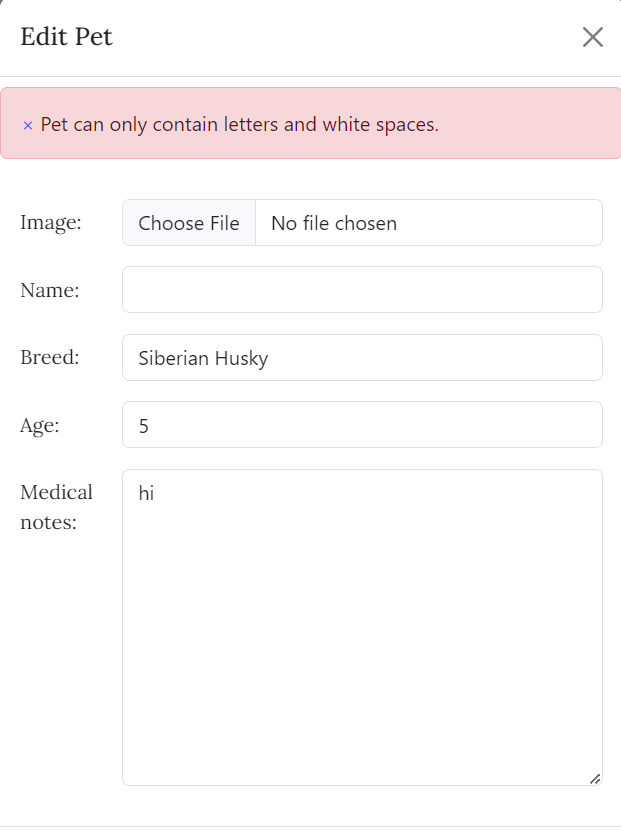 Edit Pet
× Pet can only contain letters and white spaces.
Image: Choose File No file chosen
Name:
Breed: Siberian Husky
Age: 5
Medical notes: hi